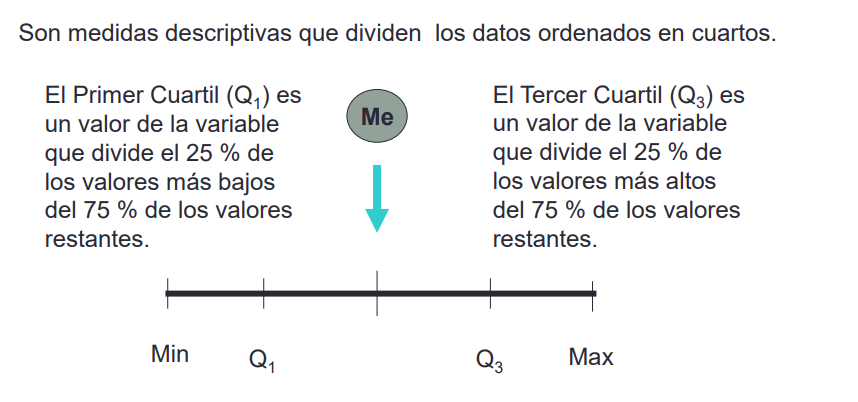 Son medidas descriptivas que dividen los datos ordenados en cuartos.
El Primer Cuartil (Q₁) es
un valor de la variable
que divide el 25 % de
los valores más bajos
del 75 % de los valores
restantes.
Me
El Tercer Cuartil (Q₃) es
un valor de la variable
que divide el 25 % de
los valores más altos
del 75 % de los valores
restantes.
Min
Q₁
Q₃
Max